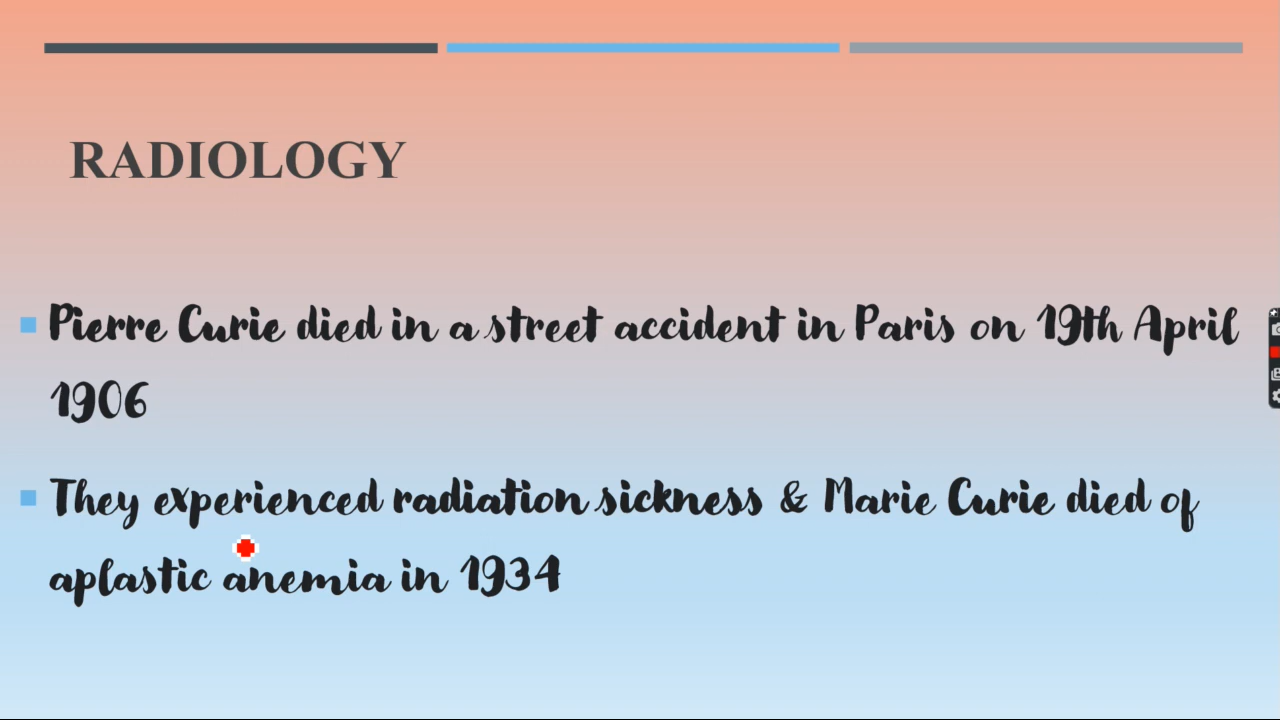 RADIOLOGY
Pierre Curie died in a street accident in Paris on 19th April
1906
They experienced radiation sickness & Marie Curie died of
aplastic anemia in 1934